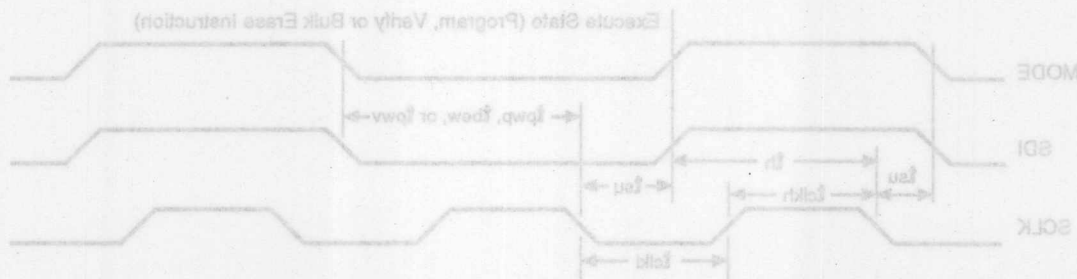 Execute State (Program, Verify or Bulk Erase Instruction)
MODE
tpwp, tbew, or tpwv
SDI
tsu
th
tsu
tclkh
SCLK
tclkl